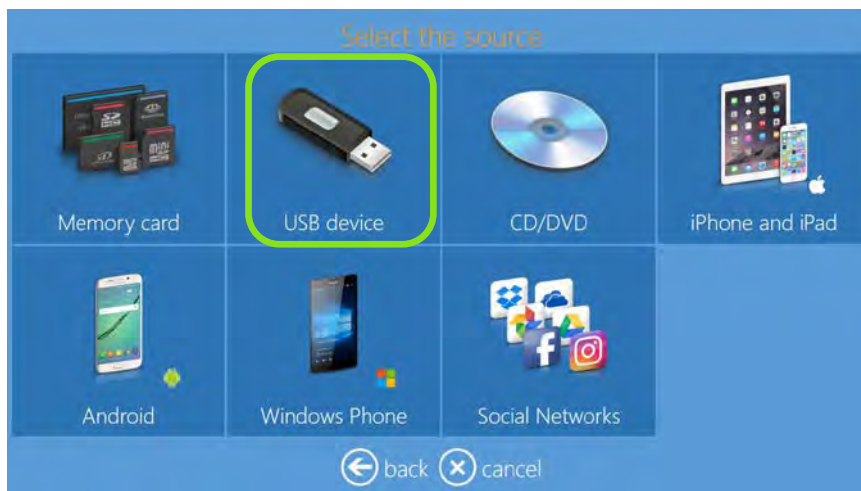 Select the source
Memory card
USB device
CD/DVD
iPhone and iPad
Android
Windows Phone
Social Networks
back cancel